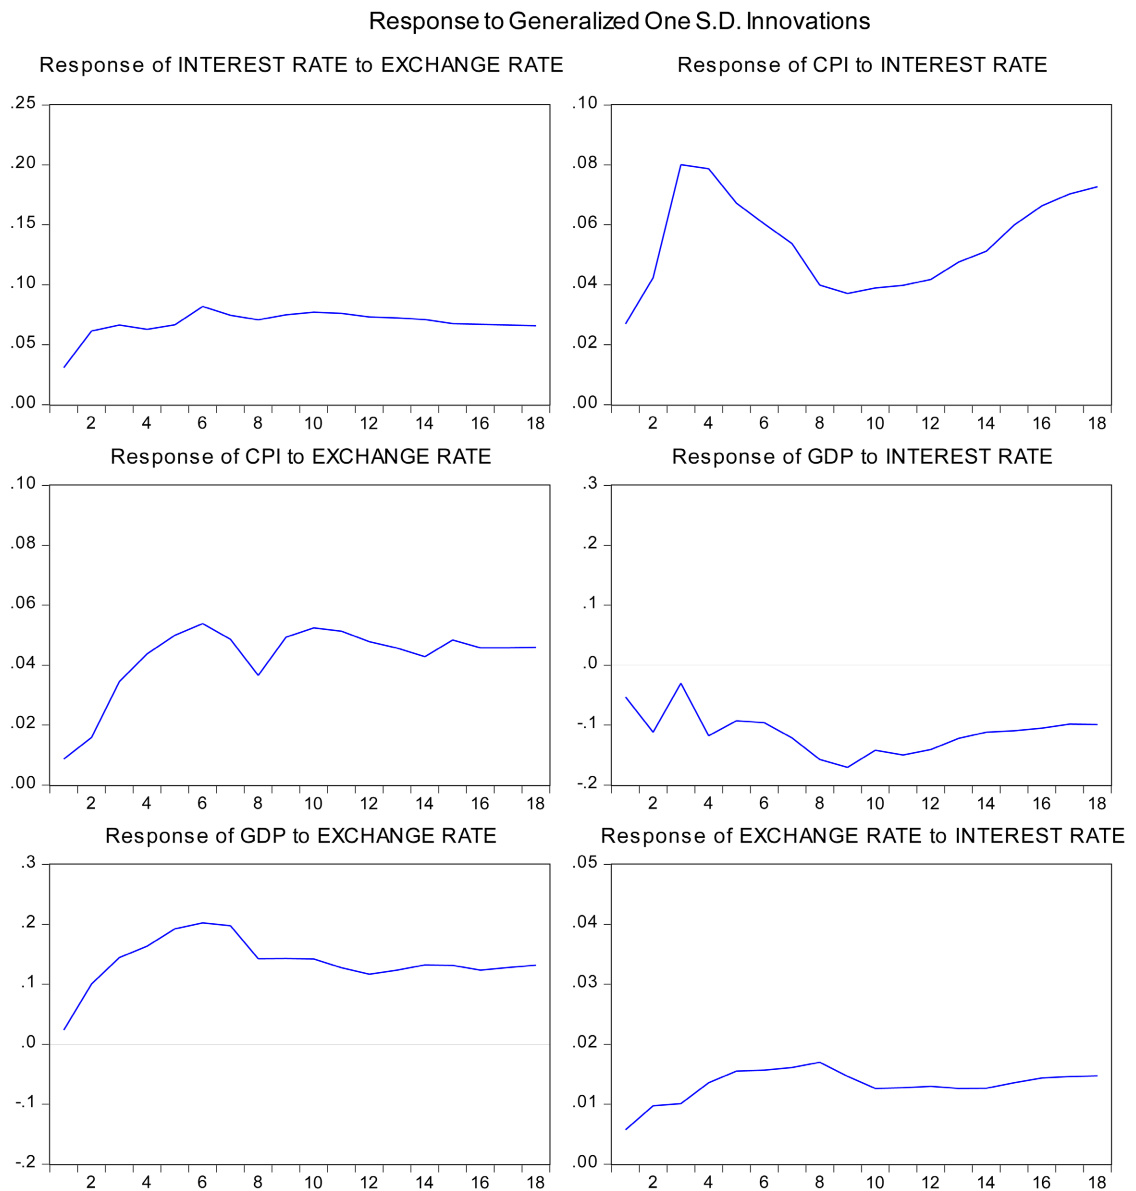 Response to Generalized One S.D. Innovations
Response of INTEREST RATE to EXCHANGE RATE
.25
.20
.15
.10
.05
.00
2 4 6 8 10 12 14 16 18
Response of CPI to INTEREST RATE
.10
.08
.06
.04
.02
.00
2 4 6 8 10 12 14 16 18
Response of CPI to EXCHANGE RATE
.10
.08
.06
.04
.02
.00
2 4 6 8 10 12 14 16 18
Response of GDP to INTEREST RATE
.3
.2
.1
.0
-.1
-.2
2 4 6 8 10 12 14 16 18
Response of GDP to EXCHANGE RATE
.3
.2
.1
.0
-.1
-.2
2 4 6 8 10 12 14 16 18
Response of EXCHANGE RATE to INTEREST RATE
.05
.04
.03
.02
.01
.00
2 4 6 8 10 12 14 16 18